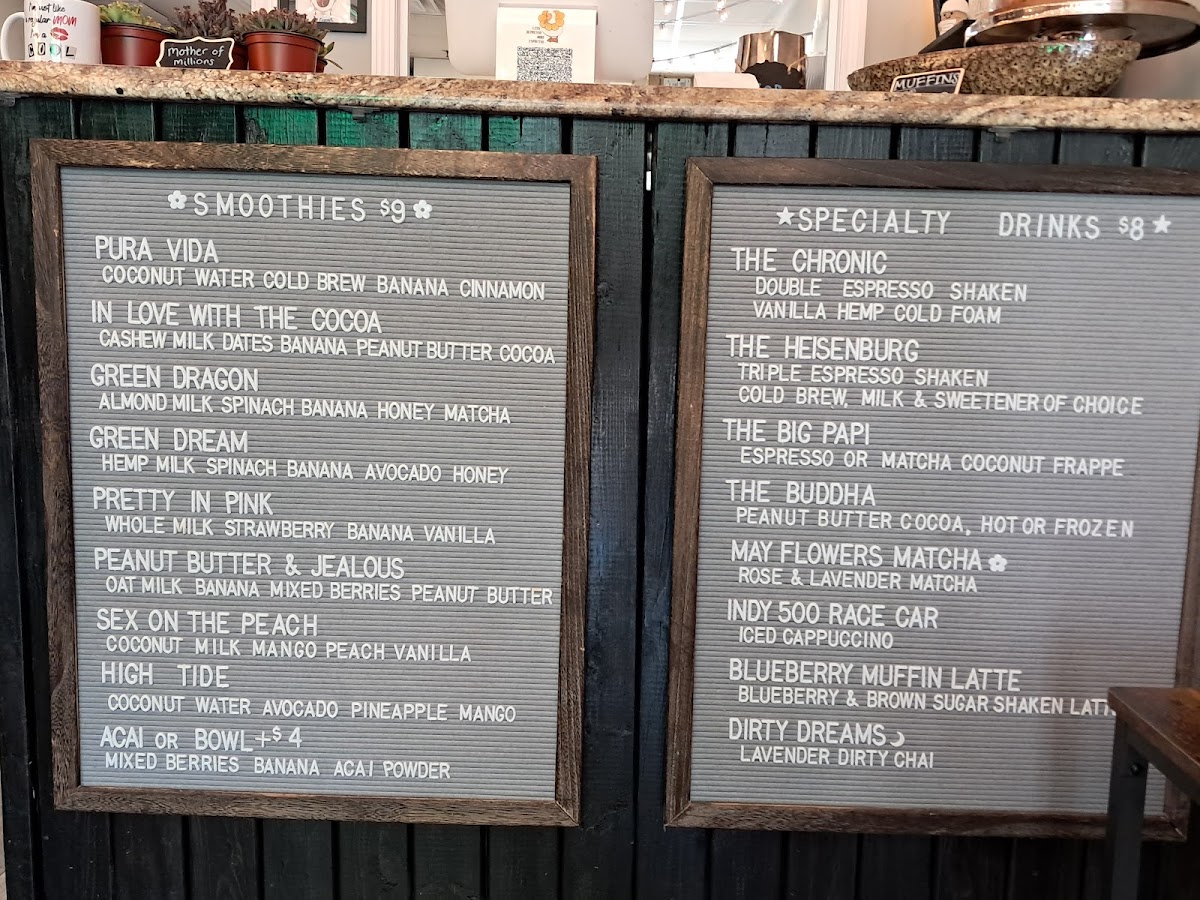 I'm not like
regular MOM
I'm a
COOL
mother of
millions
MUFFINS
SMOOTHIES $9
PURA VIDA
COCONUT WATER COLD BREW BANANA CINNAMON
IN LOVE WITH THE COCOA
CASHEW MILK DATES BANANA PEANUT BUTTER COCOA
GREEN DRAGON
ALMOND MILK SPINACH BANANA HONEY MATCHA
GREEN DREAM
HEMP MILK SPINACH BANANA AVOCADO HONEY
PRETTY IN PINK
WHOLE MILK STRAWBERRY BANANA VANILLA
PEANUT BUTTER & JEALOUS
OAT MILK BANANA MIXED BERRIES PEANUT BUTTER
SEX ON THE PEACH
COCONUT MILK MANGO PEACH VANILLA
HIGH TIDE
COCONUT WATER AVOCADO PINEAPPLE MANGO
ACAI OR BOWL +$4
MIXED BERRIES BANANA ACAI POWDER
★SPECIALTY DRINKS $8★
THE CHRONIC
DOUBLE ESPRESSO SHAKEN
VANILLA HEMP COLD FOAM
THE HEISENBURG
TRIPLE ESPRESSO SHAKEN
COLD BREW, MILK & SWEETENER OF CHOICE
THE BIG PAPI
ESPRESSO OR MATCHA COCONUT FRAPPE
THE BUDDHA
PEANUT BUTTER COCOA, HOT OR FROZEN
MAY FLOWERS MATCHA
ROSE & LAVENDER MATCHA
INDY 500 RACE CAR
ICED CAPPUCCINO
BLUEBERRY MUFFIN LATTE
BLUEBERRY & BROWN SUGAR SHAKEN LATT
DIRTY DREAMS
LAVENDER DIRTY CHAI